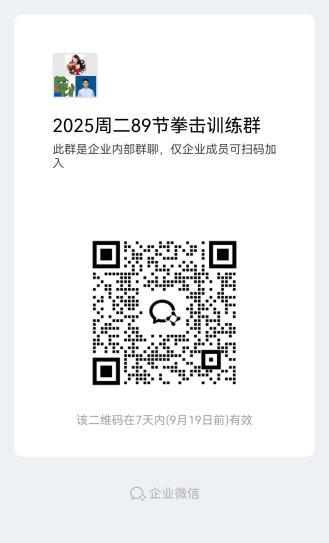 2025周二89节拳击训练群
此群是企业内部群聊，仅企业成员可扫码加
入
该二维码在7天内(9月19日前)有效
企业微信